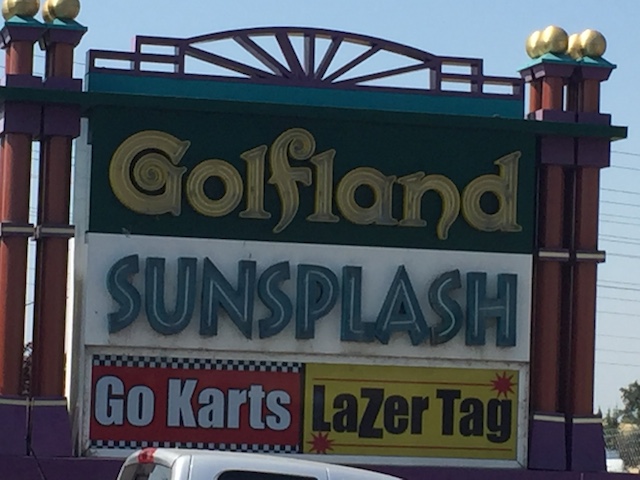 Golfland
SUNSPLASH
Go Karts LaZer Tag